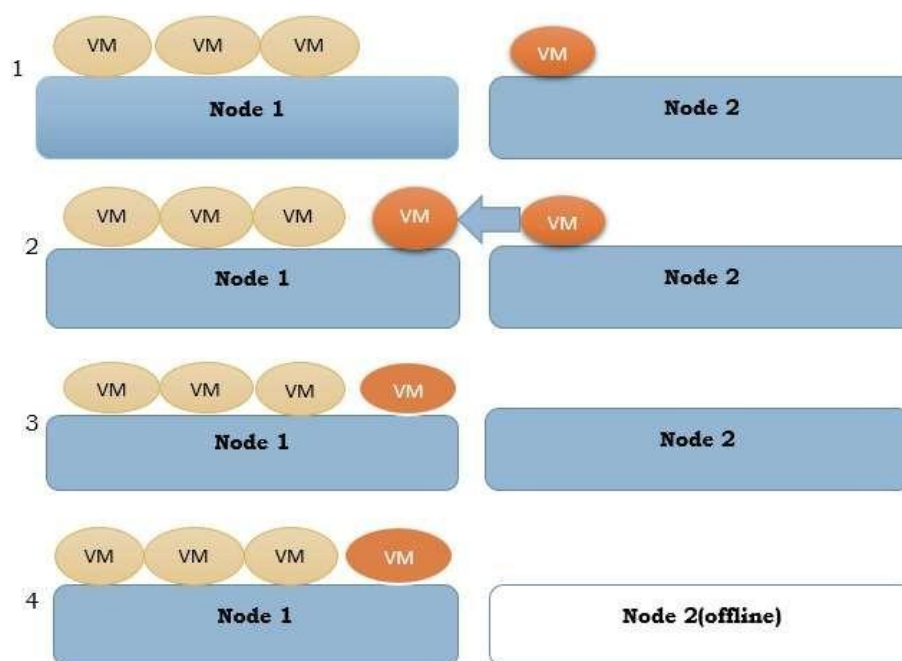 VM VM VM VM
1 Node 1 Node 2
VM VM VM VM VM
2 Node 1 Node 2
VM VM VM VM
3 Node 1 Node 2
VM VM VM VM
4 Node 1 Node 2(offline)